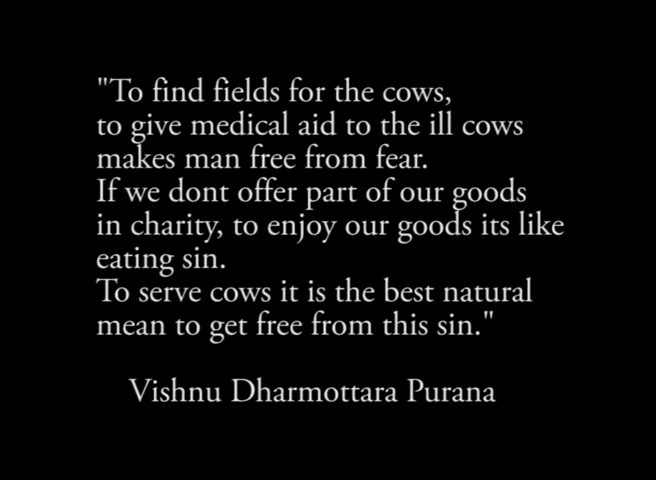 "To find fields for the cows,
to give medical aid to the ill cows
makes man free from fear.
If we dont offer part of our goods
in charity, to enjoy our goods its like
eating sin.
To serve cows it is the best natural
mean to get free from this sin."
Vishnu Dharmottara Purana